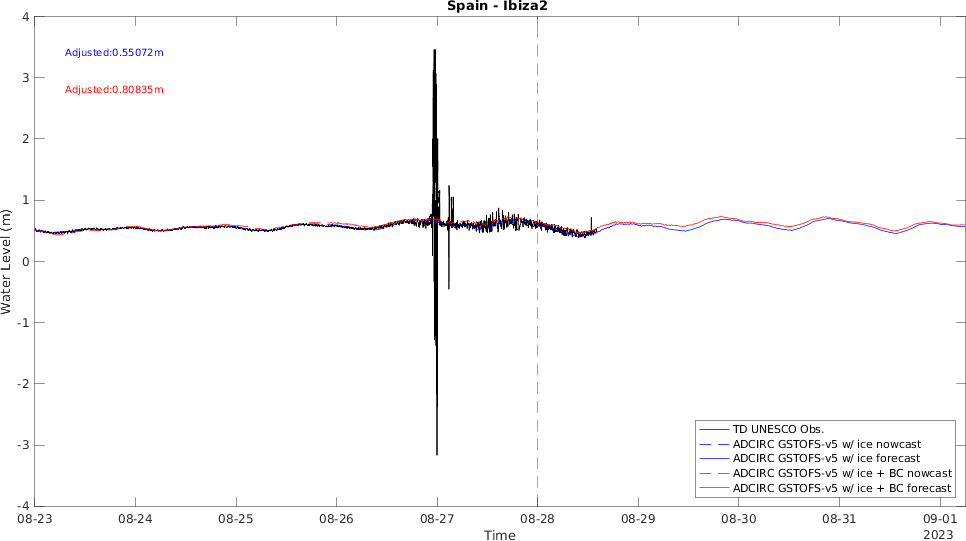 Spain - Ibiza2
Adjusted:0.55072m
Adjusted:0.80835m
Water Level (m)
4
3
2
1
0
-1
-2
-3
-4
08-23
08-24
08-25
08-26
08-27
08-28
08-29
08-30
08-31
09-01
2023
Time
TD UNESCO Obs.
ADCIRC GSTOFS-v5 w/ ice nowcast
ADCIRC GSTOFS-v5 w/ ice forecast
ADCIRC GSTOFS-v5 w/ ice + BC nowcast
ADCIRC GSTOFS-v5 w/ ice + BC forecast